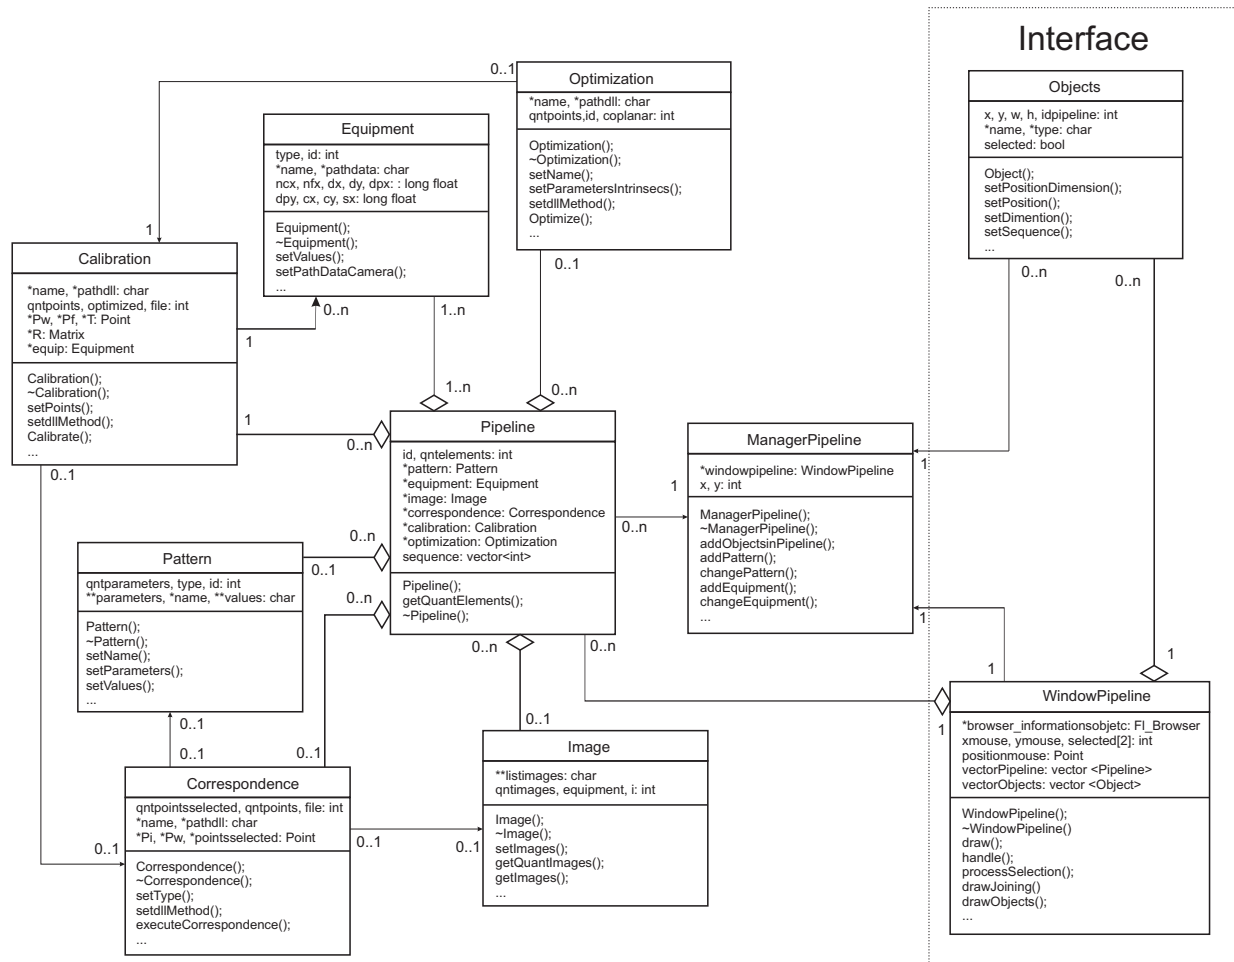 Interface
Optimization
*name, *pathdll: char
qntpoints,id, coplanar: int
Optimization();
~Optimization();
setName();
setParametersIntrinsecs();
setdllMethod();
Optimize();
...
0..1
0..1
Objects
x, y, w, h, idpipeline: int
*name, *type: char
selected: bool
Object();
setPositionDimension();
setPosition();
setDimention();
setSequence();
...
0..n
0..n
Equipment
type, id: int
*name, *pathdata: char
ncx, nfx, dx, dy, dpx: : long float
dpy, cx, cy, sx: long float
Equipment();
~Equipment();
setValues();
setPathDataCamera();
...
0..n
1..n
1
Calibration
*name, *pathdll: char
qntpoints, optimized, file: int
*Pw, *Pf, *T: Point
*R: Matrix
*equip: Equipment
Calibration();
~Calibration();
setPoints();
setdllMethod();
Calibrate();
...
1
1
0..n
0..1
1..n
0..n
Pipeline
id, qntelements: int
*pattern: Pattern
*equipment: Equipment
*image: Image
*correspondence: Correspondence
*calibration: Calibration
*optimization: Optimization
sequence: vector<int>
Pipeline();
getQuantElements();
~Pipeline();
0..n
1
0..n
0..n
ManagerPipeline
*windowpipeline: WindowPipeline
x, y: int
ManagerPipeline();
~ManagerPipeline();
addObjectsinPipeline();
addPattern();
changePattern();
addEquipment();
changeEquipment();
...
1
1
Pattern
qntparameters, type, id: int
**parameters, *name, **values: char
Pattern();
~Pattern();
setName();
setParameters();
setValues();
...
0..n
0..1
0..n
0..1
0..1
0..1
0..1
1
1
1
WindowPipeline
*browser_informationsobjetc: Fl_Browser
xmouse, ymouse, selected[2]: int
positionmouse: Point
vectorPipeline: vector <Pipeline>
vectorObjects: vector <Object>
WindowPipeline();
~WindowPipeline()
draw();
handle();
processSelection();
drawJoining()
drawObjects();
...
Image
**listimages: char
qntimages, equipment, i: int
Image();
~Image();
setImages();
getQuantImages();
getImages();
...
Correspondence
qntpointsselected, qntpoints, file: int
*name, *pathdll: char
*Pi, *Pw, *pointsselected: Point
Correspondence();
~Correspondence();
setType();
setdllMethod();
executeCorrespondence();
...
0..1
0..1
0..1